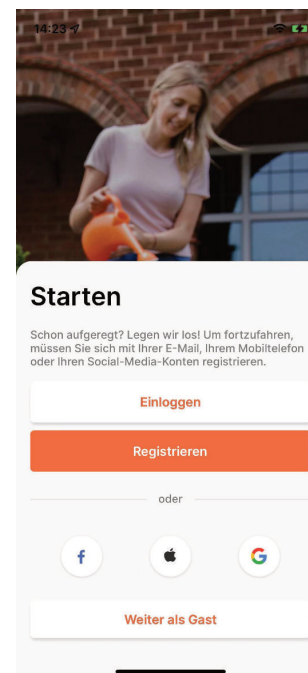 14:23
Starten
Schon aufgeregt? Legen wir los! Um fortzufahren,
müssen Sie sich mit Ihrer E-Mail, Ihrem Mobiltelefon
oder Ihren Social-Media-Konten registrieren.
Einloggen
Registrieren
oder
Weiter als Gast